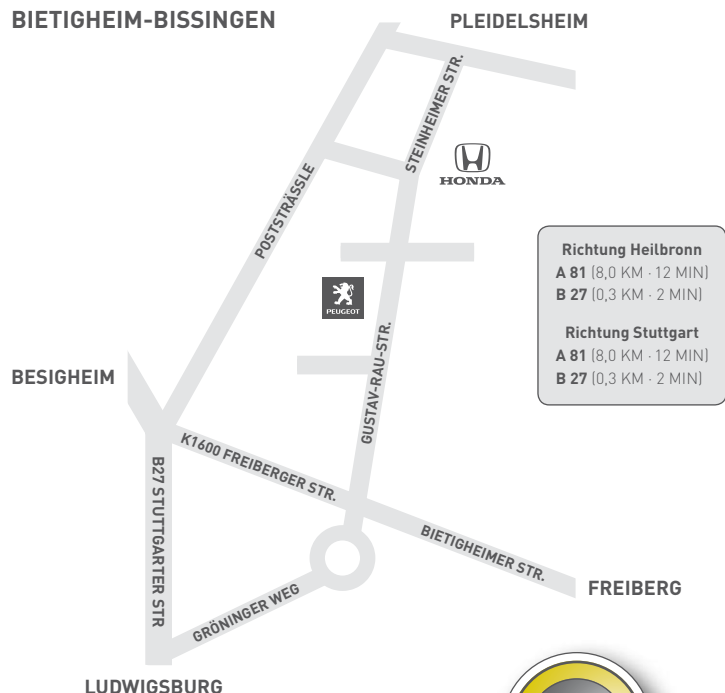 BIETIGHEIM-BISSINGEN
PLEIDELSHEIM
STEINHEIMER STR.
HONDA
POSTSTRÄSSLE
Richtung Heilbronn
A 81 (8,0 KM · 12 MIN)
B 27 (0,3 KM · 2 MIN)
Richtung Stuttgart
A 81 (8,0 KM · 12 MIN)
B 27 (0,3 KM · 2 MIN)
PEUGEOT
GUSTAV-RAU-STR.
BESIGHEIM
K1600 FREIBERGER STR.
B27 STUTTGARTER STR
BIETIGHEIMER STR.
FREIBERG
GRÖNINGER WEG
LUDWIGSBURG